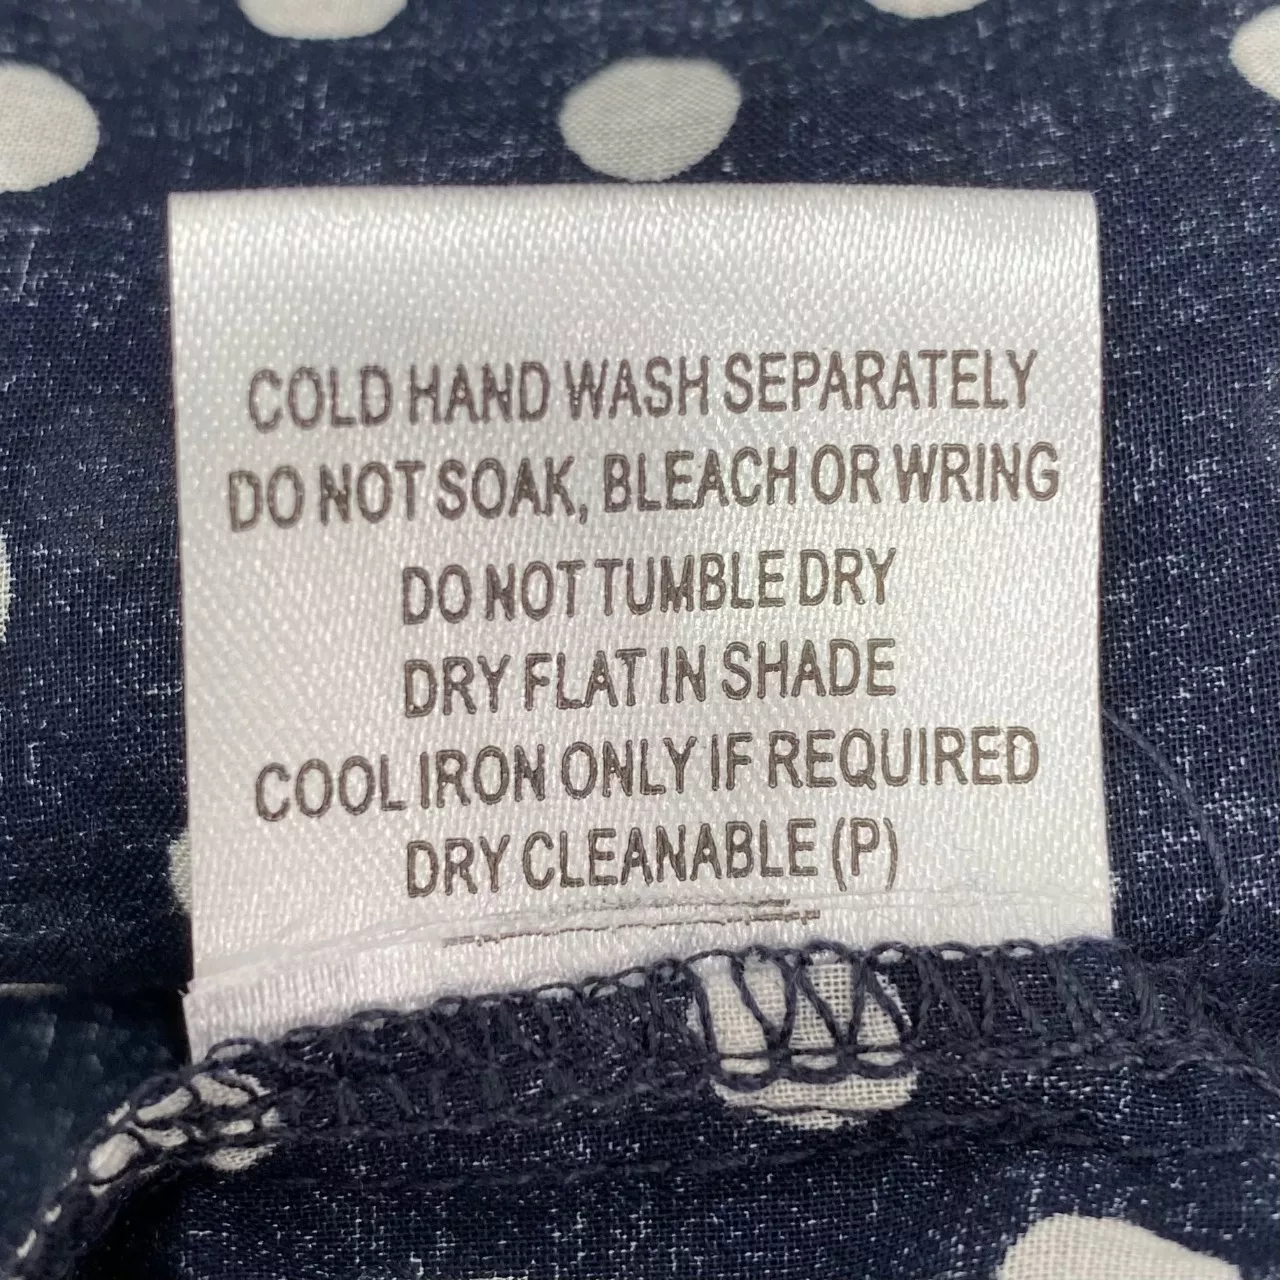 COLD HAND WASH SEPARATELY
DO NOT SOAK, BLEACH OR WRING
DO NOT TUMBLE DRY
DRY FLAT IN SHADE
COOL IRON ONLY IF REQUIRED
DRY CLEANABLE (P)